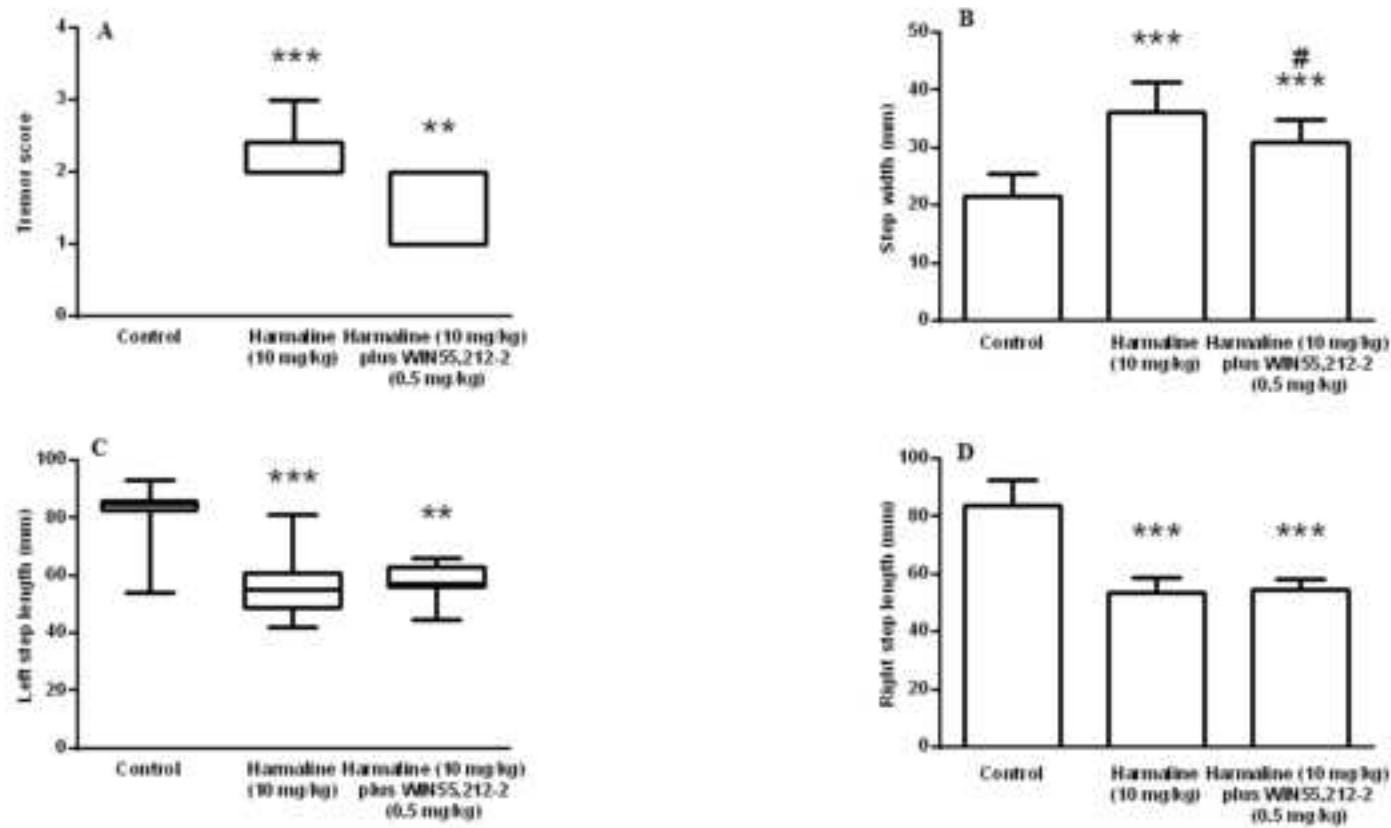 A
4
3
2
1
0
Tremor score
***
**
Control
Harmaline
(10 mg/kg)
Harmaline (10 mg/kg)
plus WIN55,212-2
(0.5 mg/kg)
B
50
40
30
20
10
0
Step width (mm)
***
#
***
Control
Harmaline
(10 mg/kg)
Harmaline (10 mg/kg)
plus WIN55,212-2
(0.5 mg/kg)
C
100
80
60
40
20
0
Left step length (mm)
***
**
Control
Harmaline
(10 mg/kg)
Harmaline (10 mg/kg)
plus WIN55,212-2
(0.5 mg/kg)
D
100
80
60
40
20
0
Right step length (mm)
***
***
Control
Harmaline
(10 mg/kg)
Harmaline (10 mg/kg)
plus WIN55,212-2
(0.5 mg/kg)